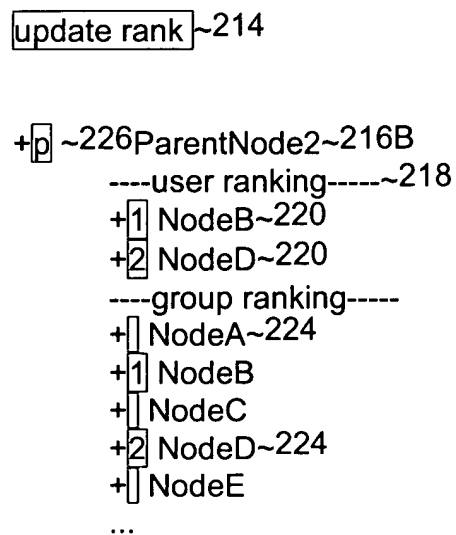 update rank ~214
+p ~226ParentNode2~216B
----user ranking-----~218
+1 NodeB~220
+2 NodeD~220
----group ranking-----
+ NodeA~224
+1 NodeB
+ NodeC
+2 NodeD~224
+ NodeE
...